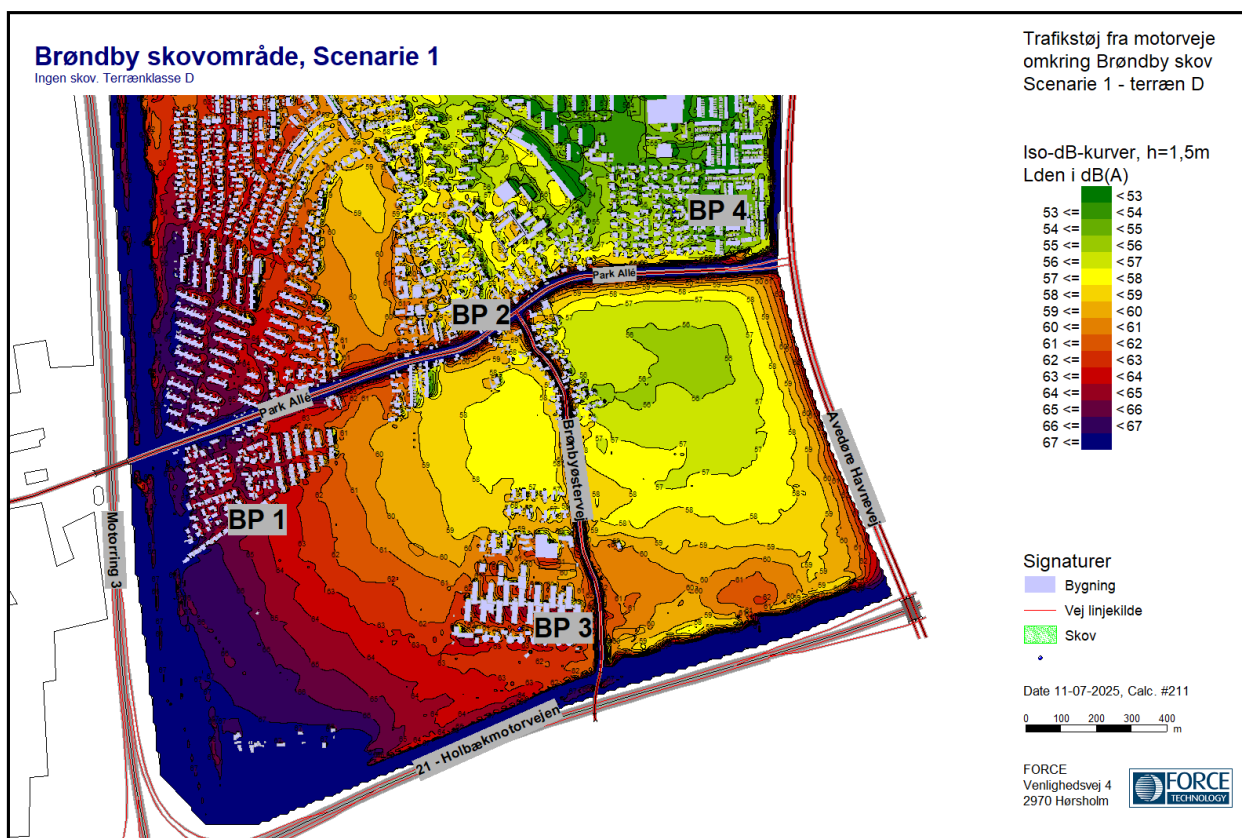 Brøndby skovområde, Scenarie 1
Ingen skov. Terrænklasse D
Trafikstøj fra motorveje
omkring Brøndby skov
Scenarie 1 - terræn D
Iso-dB-kurver, h=1,5m
Lden i dB(A)
<53
53 <= <54
54 <= <55
55 <= <56
56 <= <57
57 <= <58
58 <= <59
59 <= <60
60 <= <61
61 <= <62
62 <= <63
63 <= <64
64 <= <65
65 <= <66
66 <= <67
67 <=
BP 4
Park Allé
BP 2
Park Allé
Brønbyøstervej
Avedøre Havnevej
BP 1
Motorring 3
BP 3
21 - Holbækmotorvejen
Signaturer
Bygning
Vej linjekilde
Skov
Date 11-07-2025, Calc. #211
0 100 200 300 400
m
FORCE
Venlighedsvej 4
2970 Hørsholm
FORCE
TECHNOLOGY